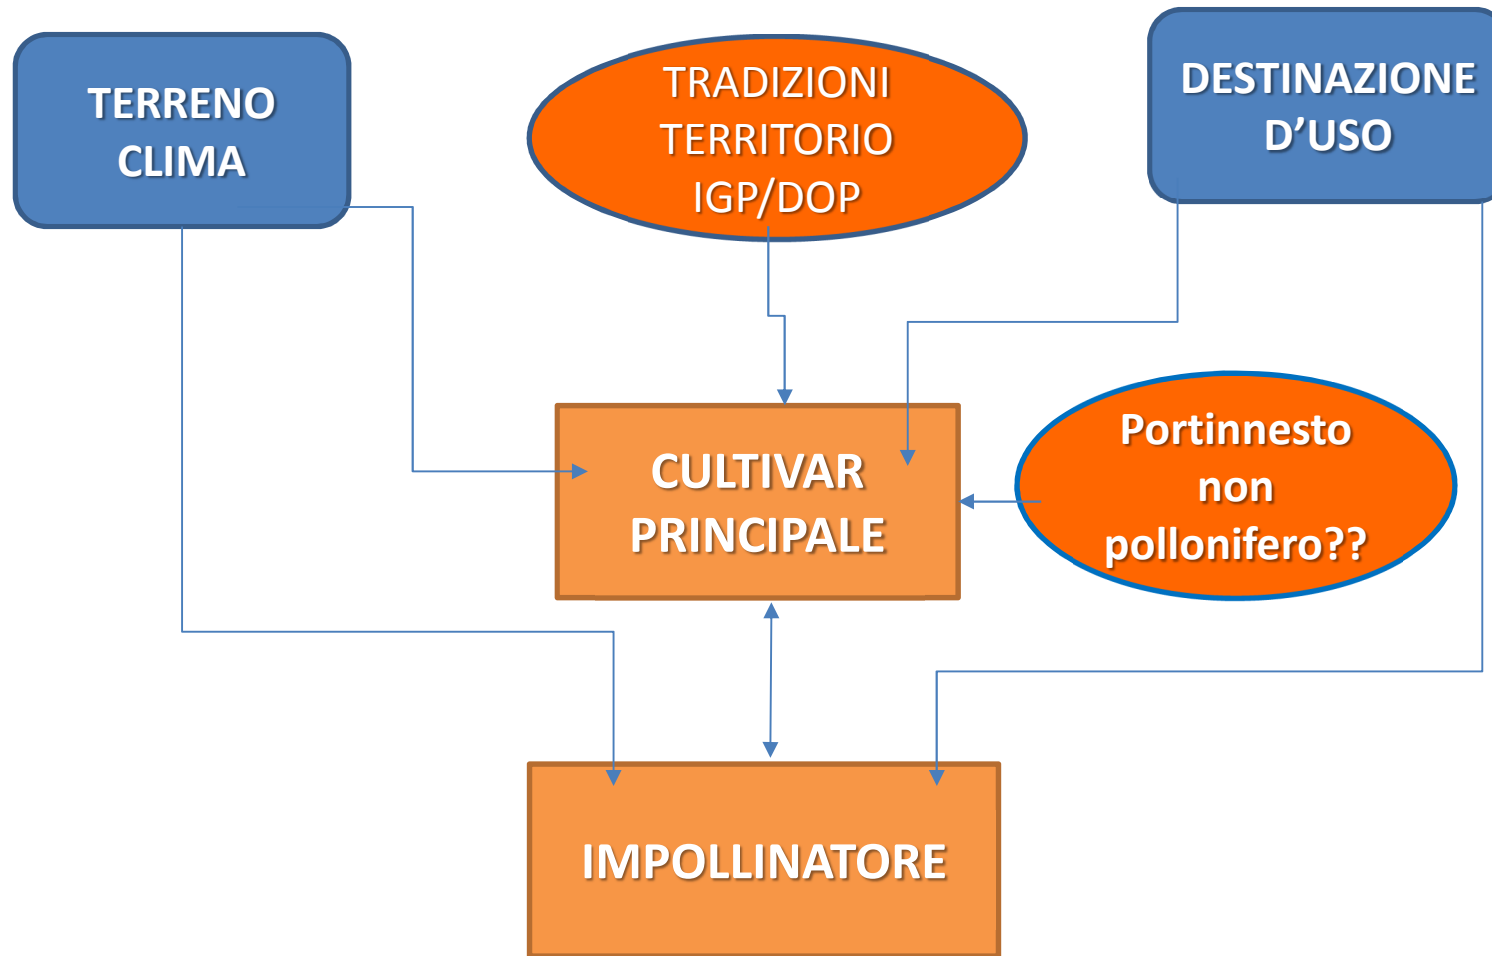 TERRENO
CLIMA
TRADIZIONI
TERRITORIO
IGP/DOP
DESTINAZIONE
D’USO
CULTIVAR
PRINCIPALE
Portinnesto
non
pollonifero??
IMPOLLINATORE